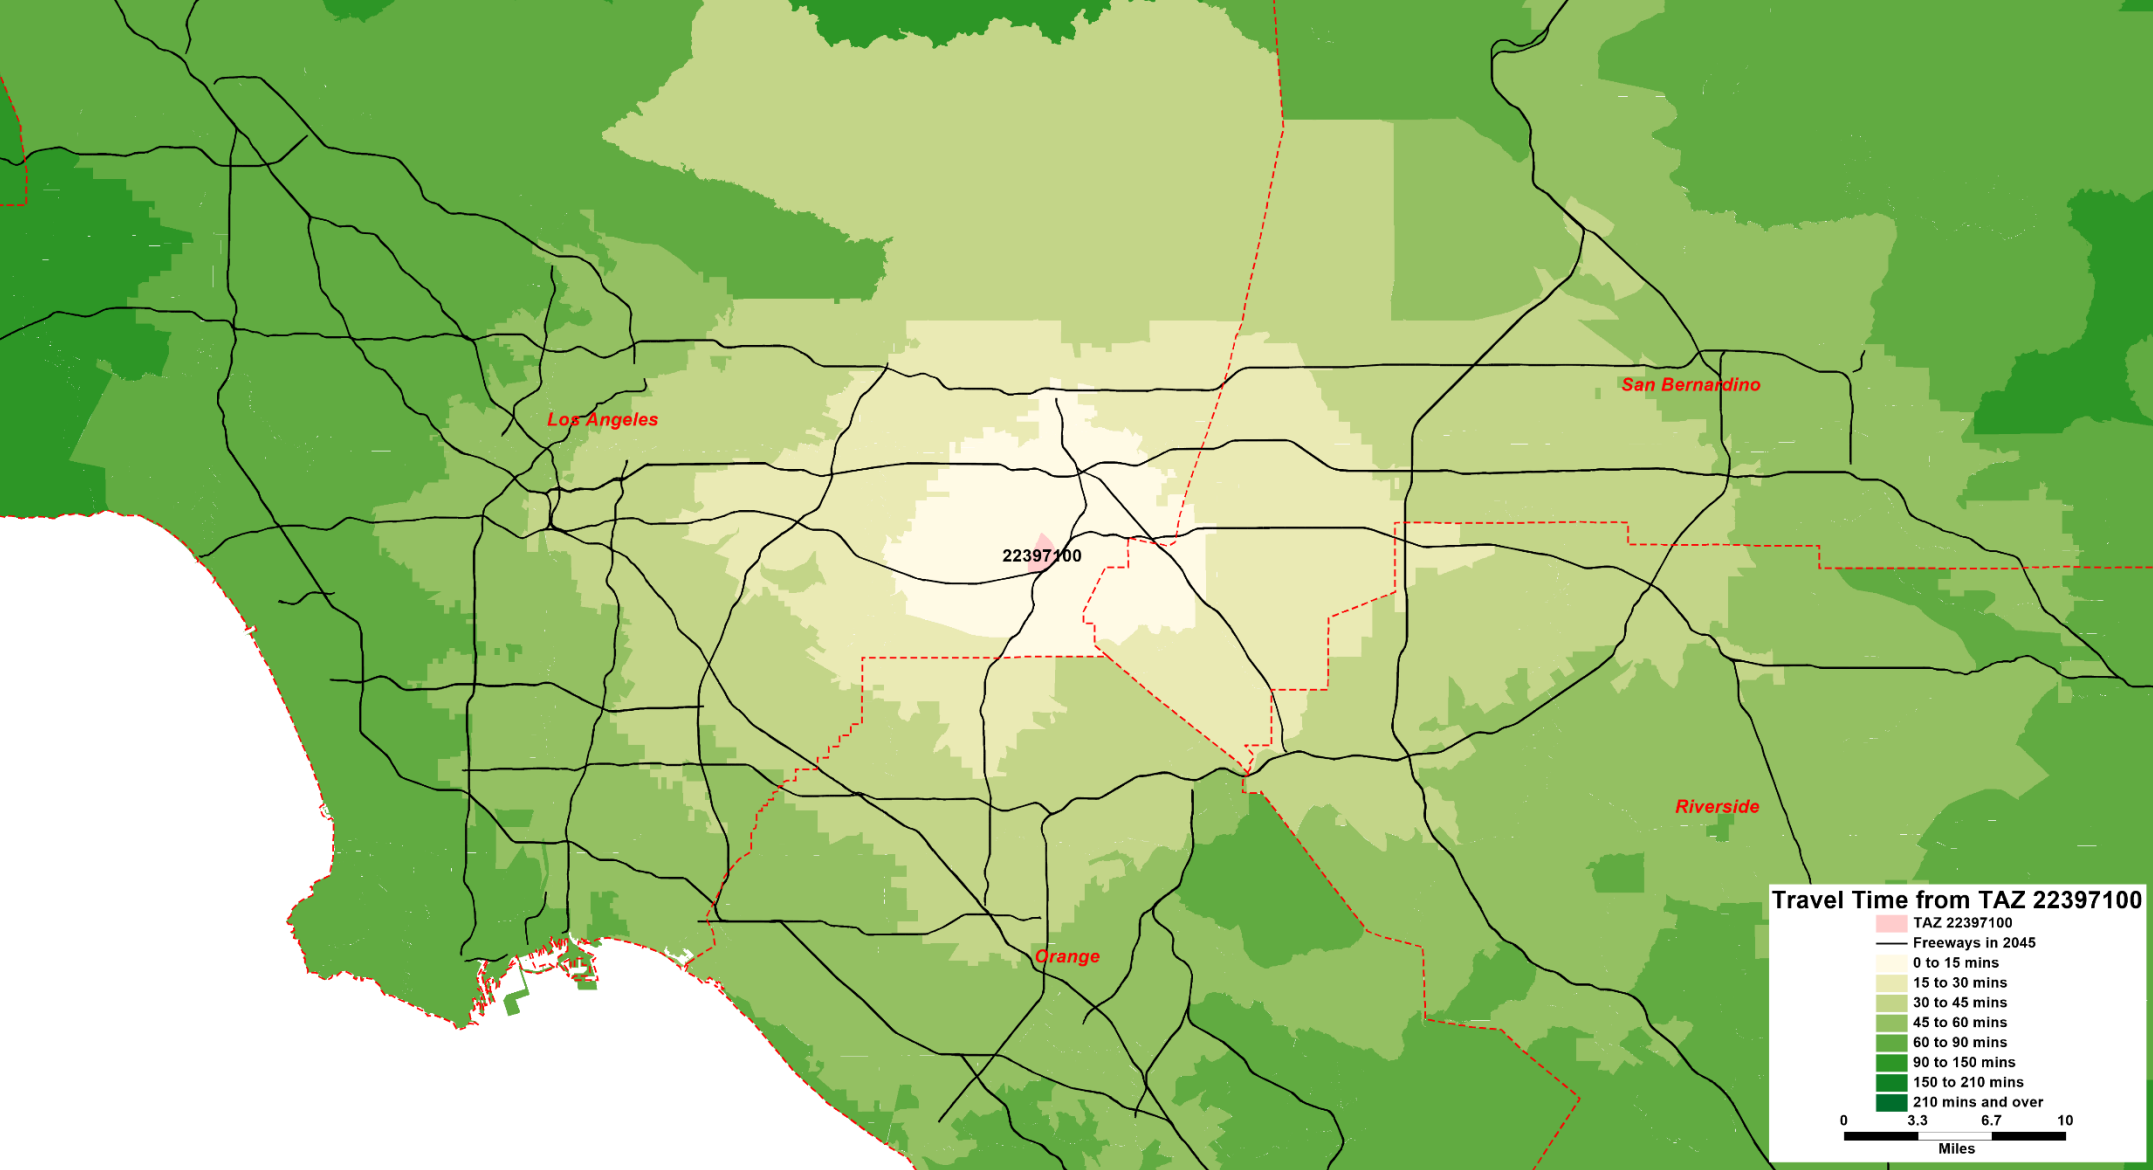 San Bernardino
Los Angeles
22397100
Riverside
Orange
Travel Time from TAZ 22397100
TAZ 22397100
Freeways in 2045
0 to 15 mins
15 to 30 mins
30 to 45 mins
45 to 60 mins
60 to 90 mins
90 to 150 mins
150 to 210 mins
210 mins and over
0 3.3 6.7 10
Miles